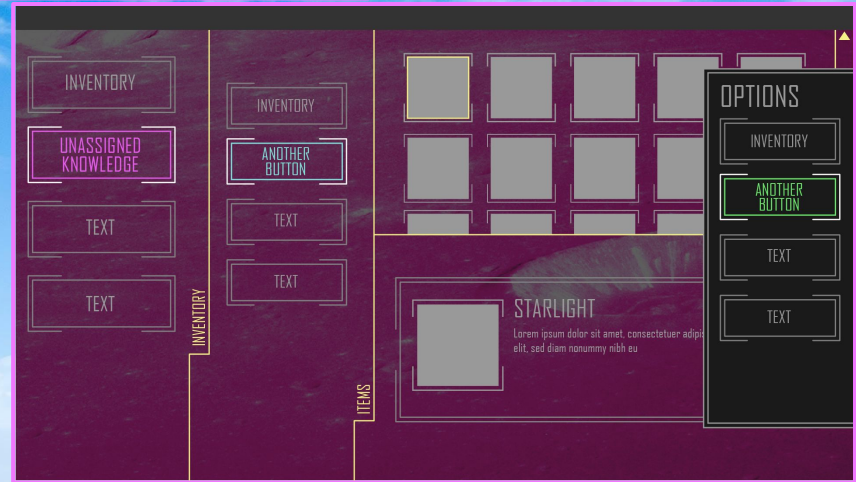 INVENTORY
UNASSIGNED
KNOWLEDGE
TEXT
TEXT
INVENTORY
INVENTORY
ANOTHER
BUTTON
TEXT
TEXT
ITEMS
STARLIGHT
Lorem ipsum dolor sit amet, consectetuer adipis
elit, sed diam nonummy nibh eu
OPTIONS
INVENTORY
ANOTHER
BUTTON
TEXT
TEXT